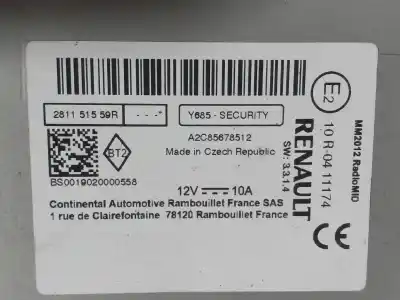 2811 515 59R - - -*
Y685 - SECURITY
A2C85678512
BT2
Made in Czech Republic
BS0019020000558
12V 10A
Continental Automotive Rambouillet France SAS
1 rue de Clairefontaine 78120 Rambouillet France
RENAULT
SW: 3.3.1.4
E2
10 R-04 11174
MM2012 RadioMID
CE